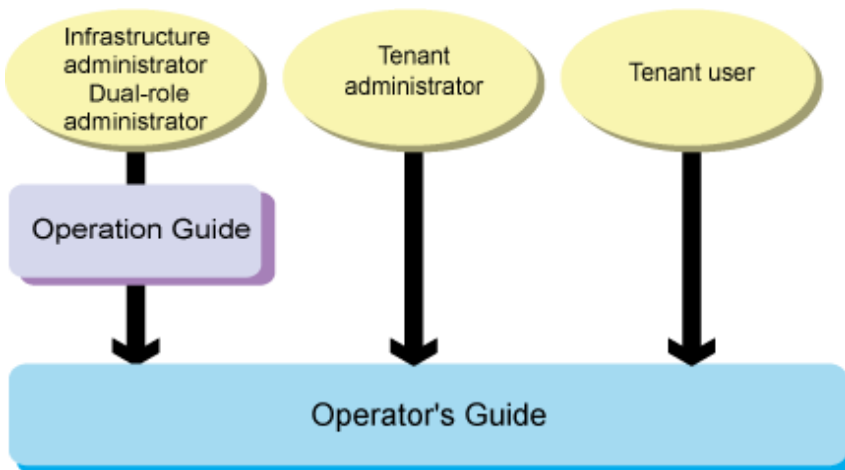 Infrastructure
administrator
Dual-role
administrator
Tenant
administrator
Tenant user
Operation Guide
Operator's Guide